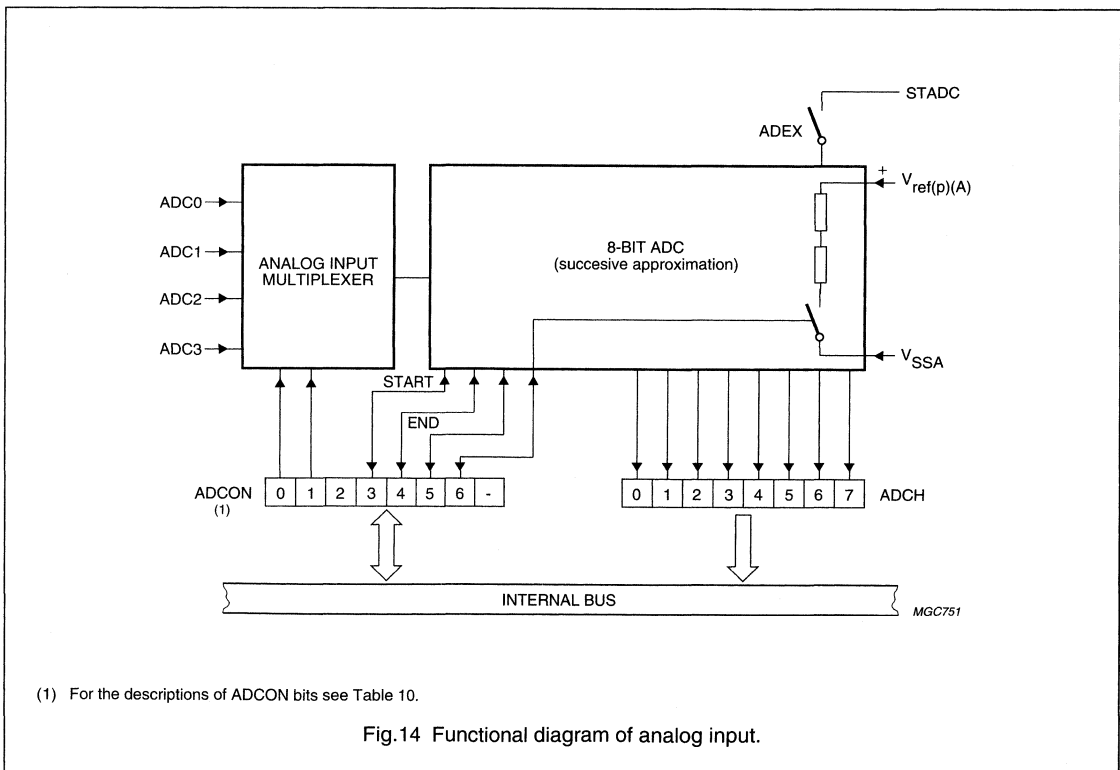 STADC
ADEX
+
V ref(p)(A)
ADC0
ADC1
ADC2
ADC3
ANALOG INPUT
MULTIPLEXER
8-BIT ADC
(succesive approximation)
V SSA
START
END
ADCON
(1)
0 1 2 3 4 5 6 -
0 1 2 3 4 5 6 7
ADCH
INTERNAL BUS
MGC751
(1) For the descriptions of ADCON bits see Table 10.
Fig.14 Functional diagram of analog input.